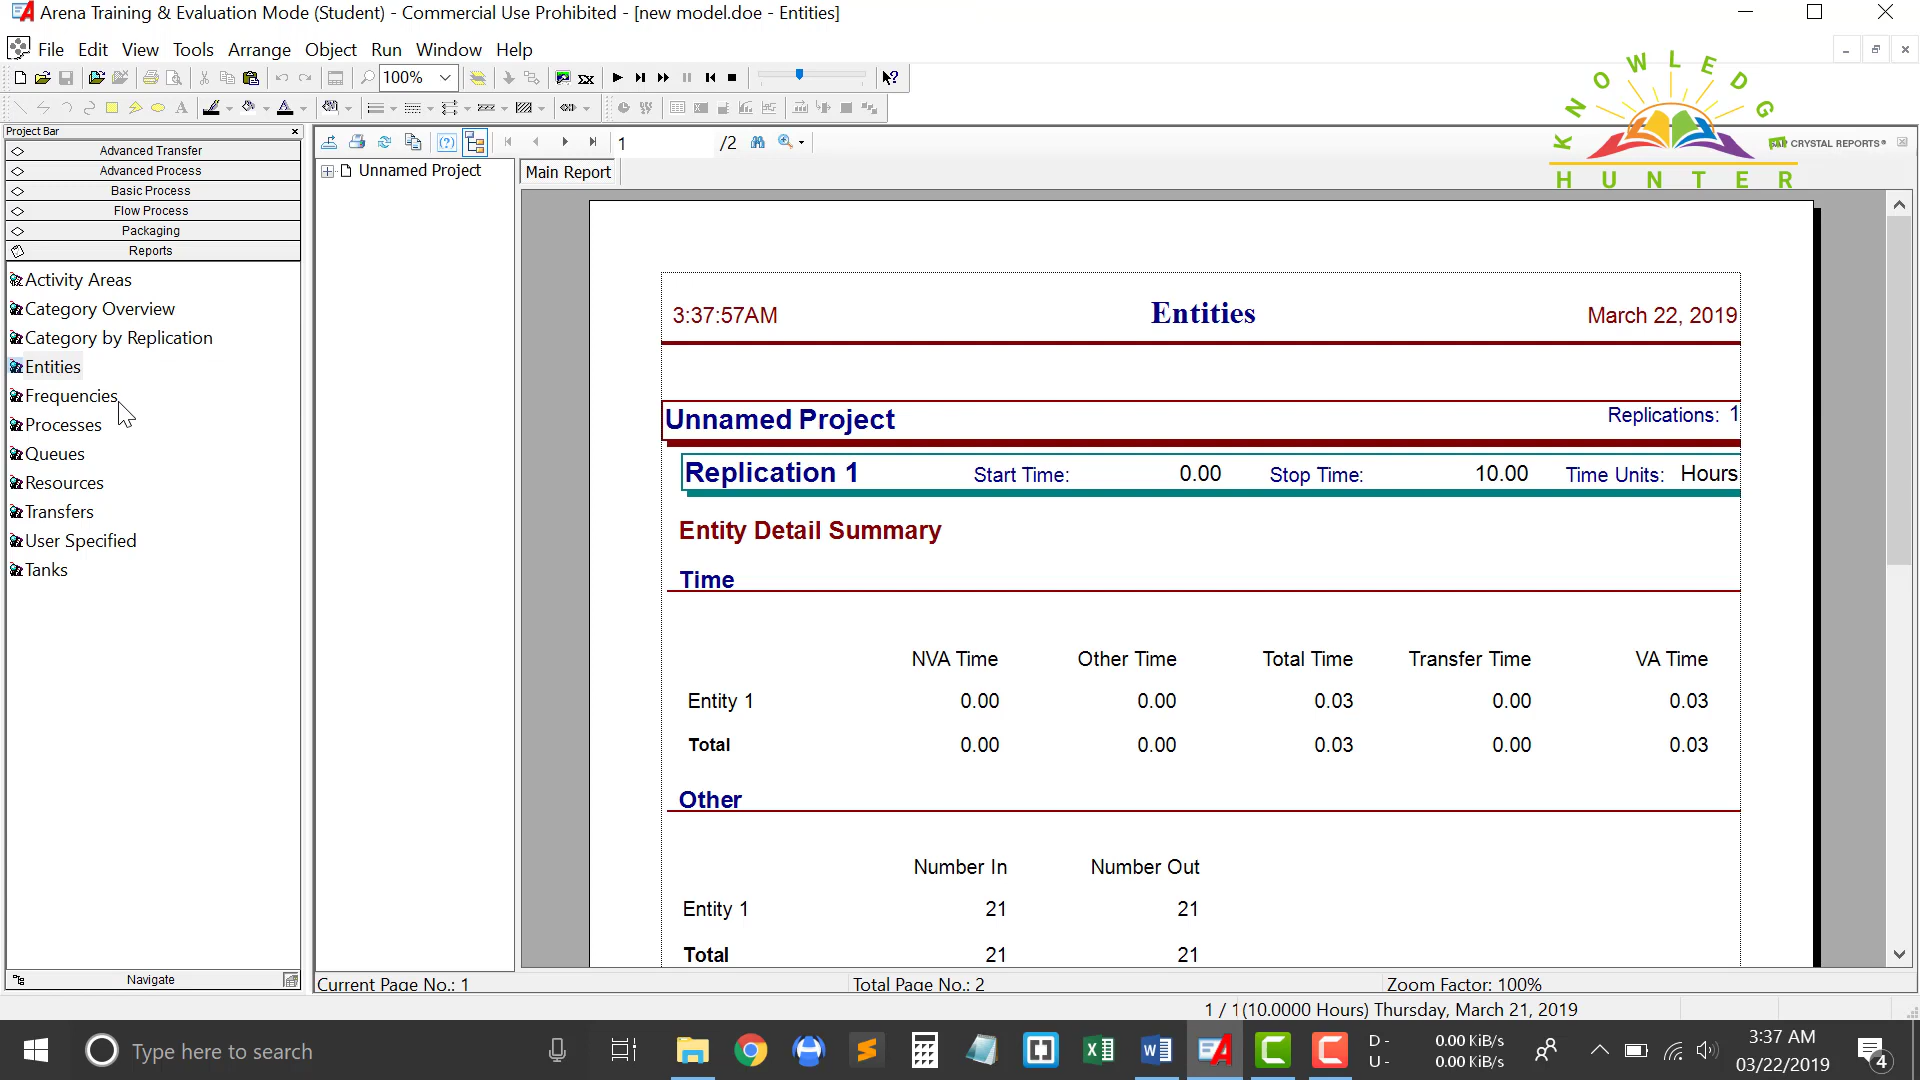 Arena Training & Evaluation Mode (Student) - Commercial Use Prohibited - [new model.doe - Entities]
File Edit View Tools Arrange Object Run Window Help
100%
Project Bar
Advanced Transfer
Advanced Process
Basic Process
Flow Process
Packaging
Reports
Activity Areas
Category Overview
Category by Replication
Entities
Frequencies
Processes
Queues
Resources
Transfers
User Specified
Tanks
Navigate
1 /2
CRYSTAL REPORTS®
KNOWLEDGE
HUNTER
Unnamed Project
Main Report
3:37:57AM Entities March 22, 2019
Unnamed Project Replications: 1
Replication 1 Start Time: 0.00 Stop Time: 10.00 Time Units: Hours
Entity Detail Summary
Time
NVA Time Other Time Total Time Transfer Time VA Time
Entity 1 0.00 0.00 0.03 0.00 0.03
Total 0.00 0.00 0.03 0.00 0.03
Other
Number In Number Out
Entity 1 21 21
Total 21 21
Current Page No.: 1 Total Page No.: 2 Zoom Factor: 100%
1 / 1 (10.0000 Hours) Thursday, March 21, 2019
Type here to search
D - 0.00 KiB/s
U - 0.00 KiB/s
3:37 AM
03/22/2019
4